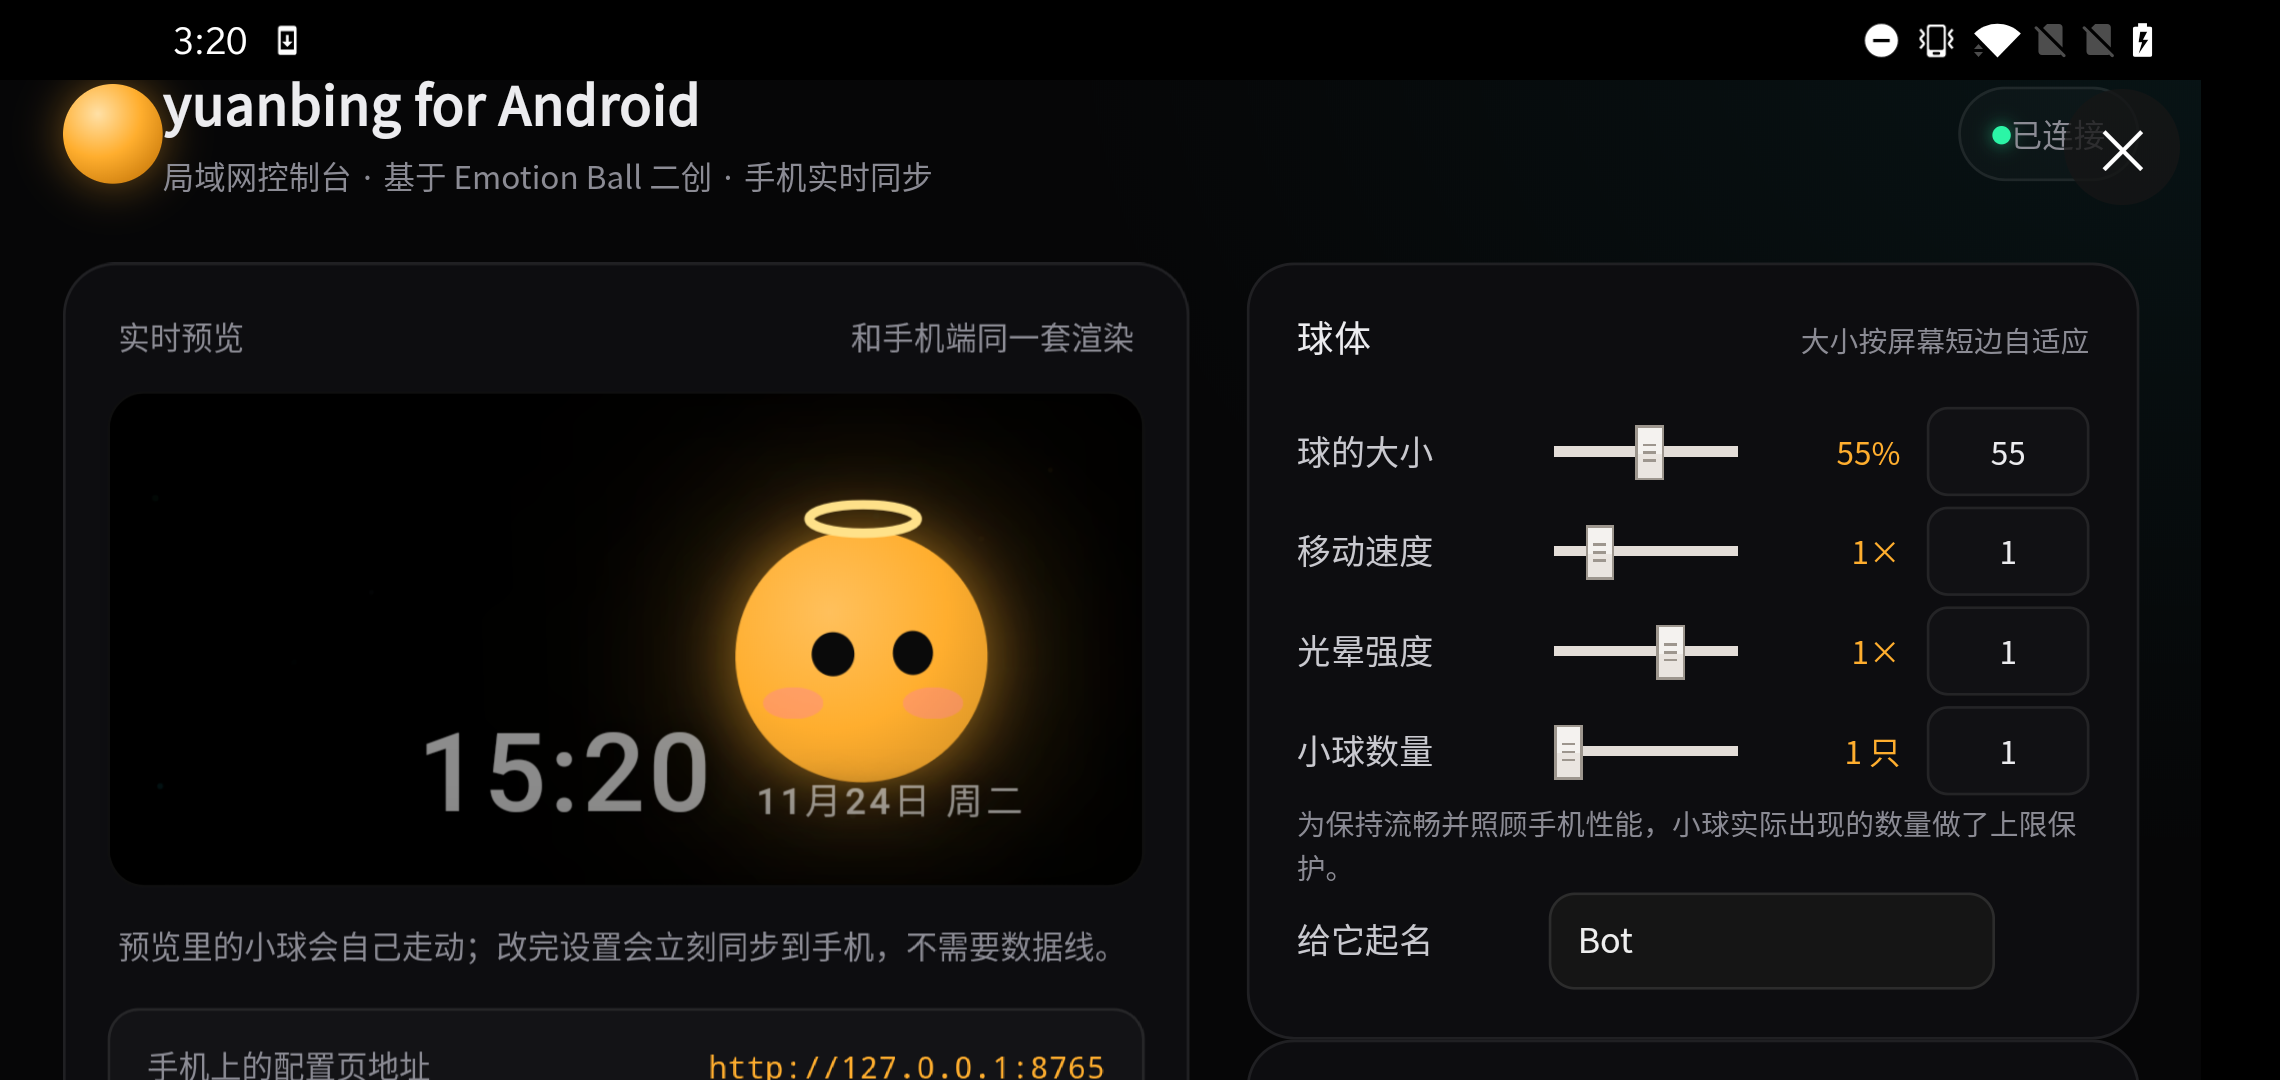 3:20
yuanbing for Android
局域网控制台 · 基于 Emotion Ball 二创 · 手机实时同步
已连接
实时预览
和手机端同一套渲染
15:20
11月24日 周二
预览里的小球会自己走动；改完设置会立刻同步到手机，不需要数据线。
手机上的配置页地址
http://127.0.0.1:8765
球体
大小按屏幕短边自适应
球的大小
55%
55
移动速度
1×
1
光晕强度
1×
1
小球数量
1 只
1
为保持流畅并照顾手机性能，小球实际出现的数量做了上限保
护。
给它起名
Bot